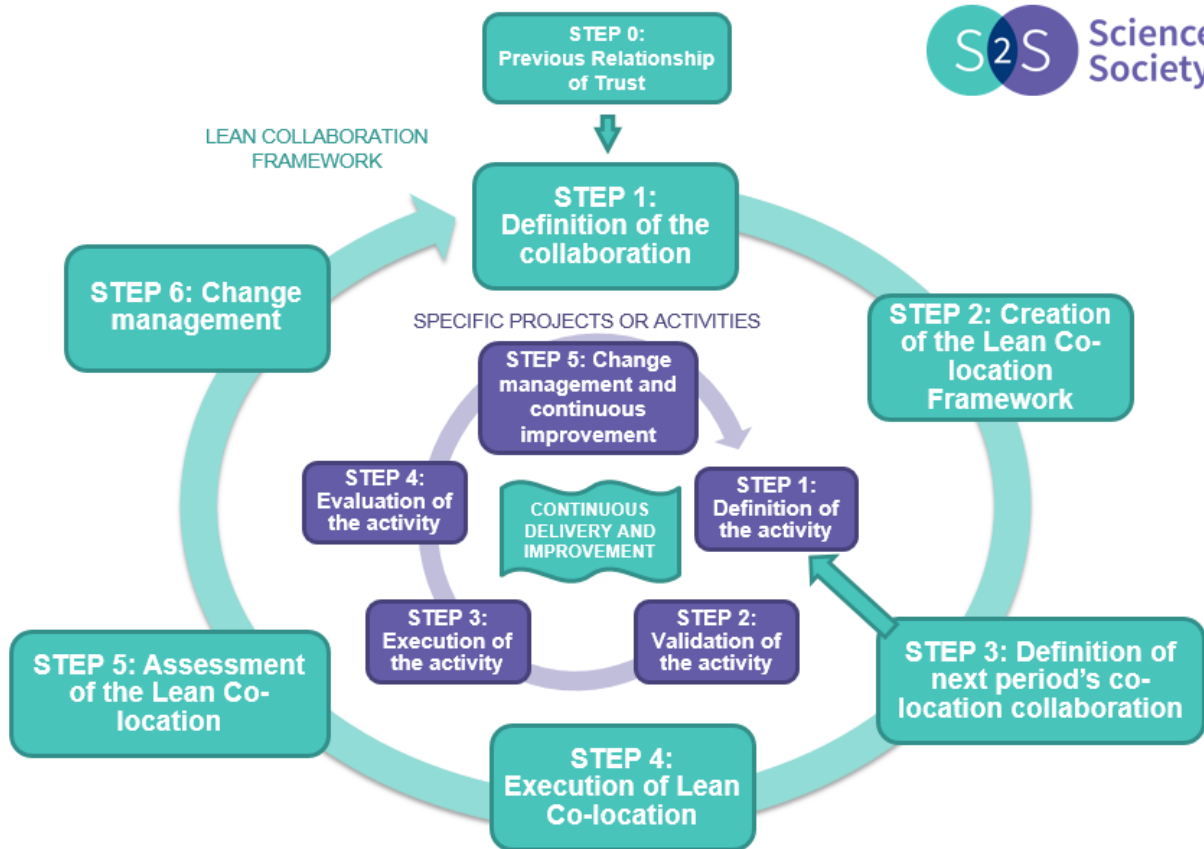 STEP 0:
Previous Relationship
of Trust
S2S
Science
Society
LEAN COLLABORATION
FRAMEWORK
STEP 1:
Definition of the
collaboration
STEP 6: Change
management
STEP 2: Creation
of the Lean Co-
location
Framework
SPECIFIC PROJECTS OR ACTIVITIES
STEP 5: Change
management and
continuous
improvement
STEP 4:
Evaluation of
the activity
CONTINUOUS
DELIVERY AND
IMPROVEMENT
STEP 1:
Definition of
the activity
STEP 3:
Execution of
the activity
STEP 2:
Validation of
the activity
STEP 5: Assessment
of the Lean Co-
location
STEP 3: Definition of
next period's co-
location collaboration
STEP 4:
Execution of Lean
Co-location